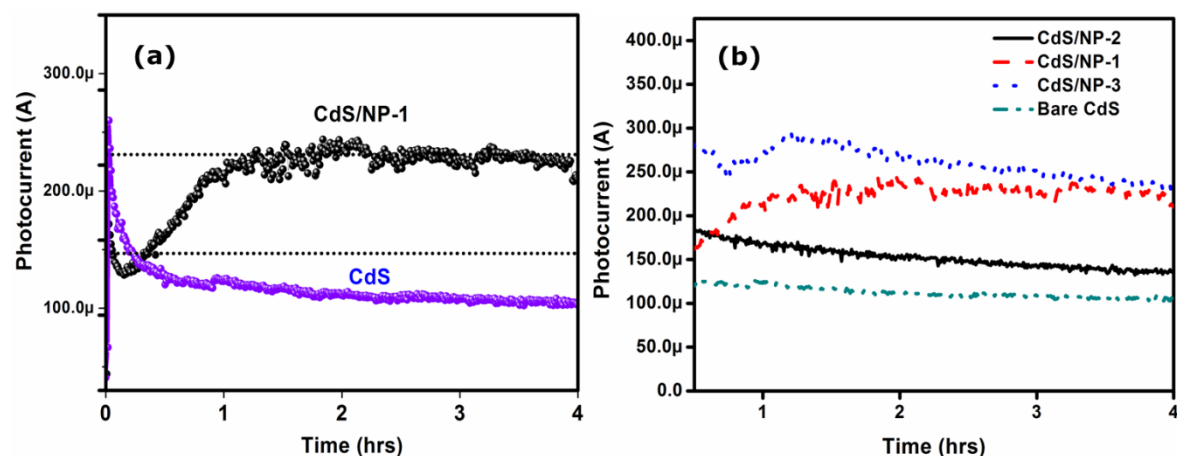 (a)
CdS/NP-1
CdS
Photocurrent (A)
300.0µ
200.0µ
100.0µ
0 1 2 3 4
Time (hrs)
(b)
CdS/NP-2
CdS/NP-1
CdS/NP-3
Bare CdS
Photocurrent (A)
400.0µ
350.0µ
300.0µ
250.0µ
200.0µ
150.0µ
100.0µ
50.0µ
0.0
1 2 3 4
Time (hrs)